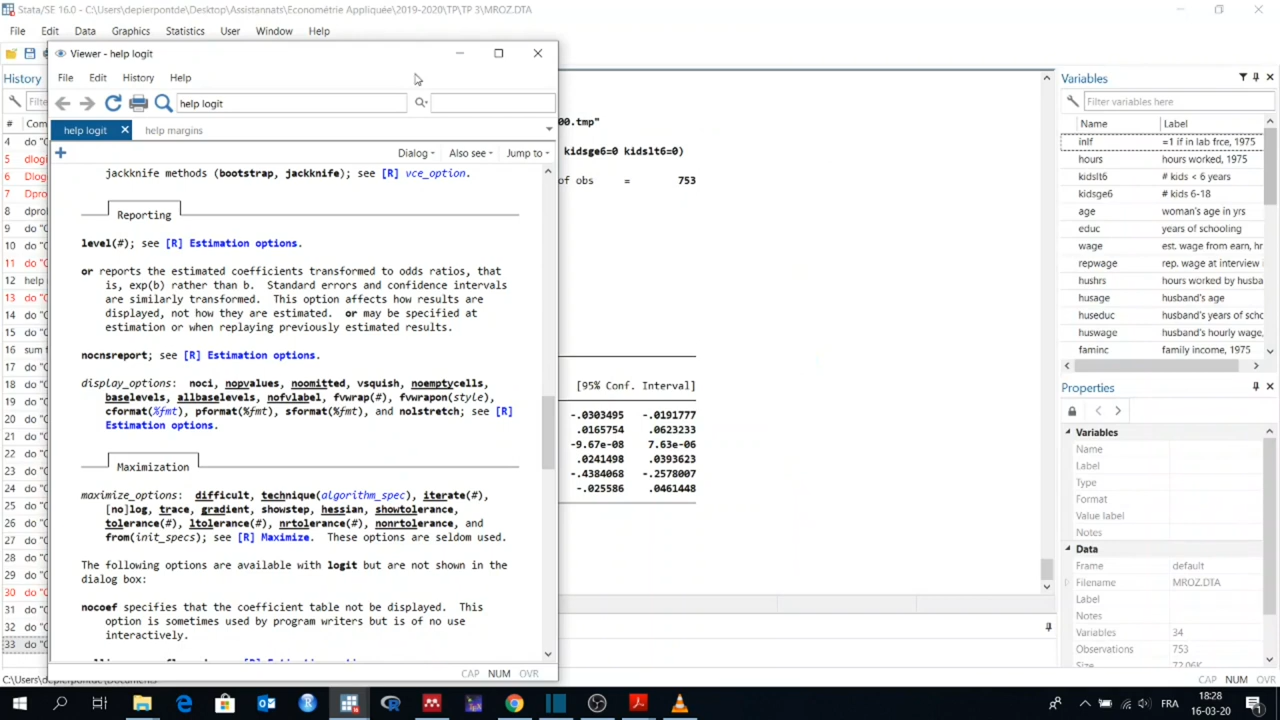 Stata/SE 16.0 - C:\Users\depierpontde\Desktop\Assistannats\Econométrie Appliquée\2019-2020\TP\TP 3\MROZ.DTA
File Edit Data Graphics Statistics User Window Help
Viewer - help logit
File Edit History Help
help logit
help logit help margins
Dialog Also see Jump to
jackknife methods (bootstrap, jackknife); see [R] vce_option.
Reporting
level(#); see [R] Estimation options.
or reports the estimated coefficients transformed to odds ratios, that
is, exp(b) rather than b. Standard errors and confidence intervals
are similarly transformed. This option affects how results are
displayed, not how they are estimated. or may be specified at
estimation or when replaying previously estimated results.
nocnsreport; see [R] Estimation options.
display_options: noci, nopvalues, noomitted, vsquish, noemptycells,
baselevels, allbaselevels, nofvlabel, fvwrap(#), fvwrapon(style),
cformat(%fmt), pformat(%fmt), sformat(%fmt), and nolstretch; see [R]
Estimation options.
Maximization
maximize_options: difficult, technique(algorithm_spec), iterate(#),
[no]log, trace, gradient, showstep, hessian, showtolerance,
tolerance(#), ltolerance(#), nrtolerance(#), nonrtolerance, and
from(init_specs); see [R] Maximize. These options are seldom used.
The following options are available with logit but are not shown in the
dialog box:
nocoef specifies that the coefficient table not be displayed. This
option is sometimes used by program writers but is of no use
interactively.
CAP NUM OVR
History
Filte
# Com
4 do "C
5 dlogi
6 Dlogi
7 Dpro
8 dprol
9 do "C
10 do "C
11 do "C
12 help
13 do "C
14 do "C
15 do "C
16 sum f
17 do "C
18 do "C
19 do "C
20 do "C
21 do "C
22 do "C
23 do "C
24 do "C
25 do "C
26 do "C
27 do "C
28 do "C
29 do "C
30 do "C
31 do "C
32 do "C
33 do "C
00.tmp"
kidsge6=0 kidslt6=0)
of obs = 753
[95% Conf. Interval]
-.0303495 -.0191777
.0165754 .0623233
-9.67e-08 7.63e-06
.0241498 .0393623
-.4384068 -.2578007
-.025586 .0461448
Variables
Filter variables here
Name Label
inlf =1 if in lab frce, 1975
hours hours worked, 1975
kidslt6 # kids < 6 years
kidsge6 # kids 6-18
age woman's age in yrs
educ years of schooling
wage est. wage from earn, hr
repwage rep. wage at interview i
hushrs hours worked by husba
husage husband's age
huseduc husband's years of scho
huswage husband's hourly wage,
faminc family income, 1975
Properties
Variables
Name
Label
Type
Format
Value label
Notes
Data
Frame default
Filename MROZ.DTA
Label
Notes
Variables 34
Observations 753
Size 72.06K
C:\Users\depierpontde\Documents
CAP NUM OVR
FRA
18:28
16-03-20
1